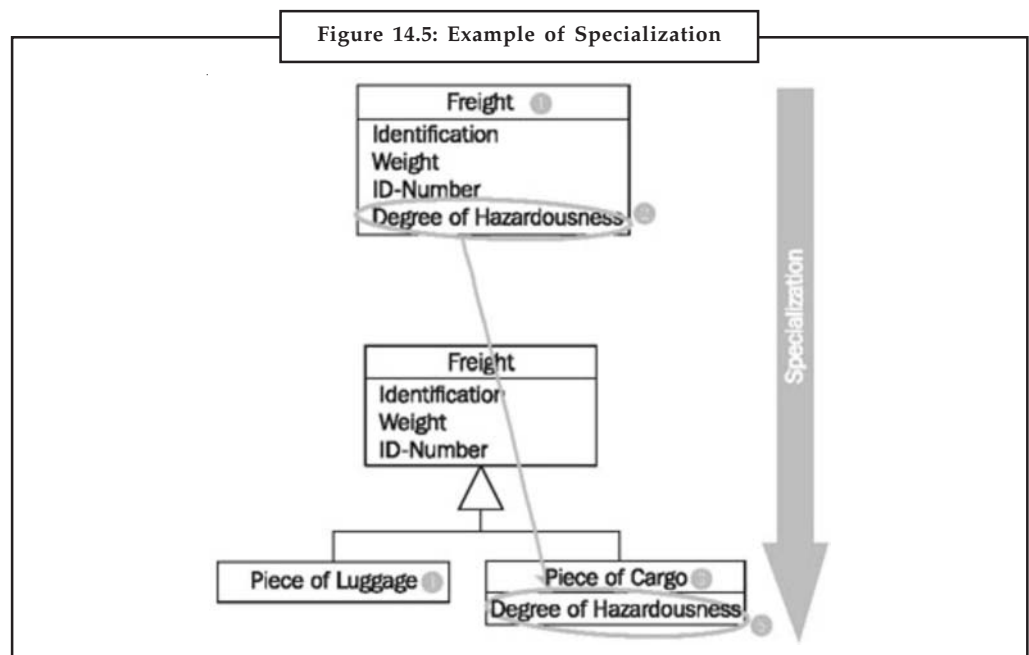 Figure 14.5: Example of Specialization
Freight 1
Identification
Weight
ID-Number
Degree of Hazardousness
Specialization
Freight
Identification
Weight
ID-Number
Piece of Luggage
Piece of Cargo
Degree of Hazardousness